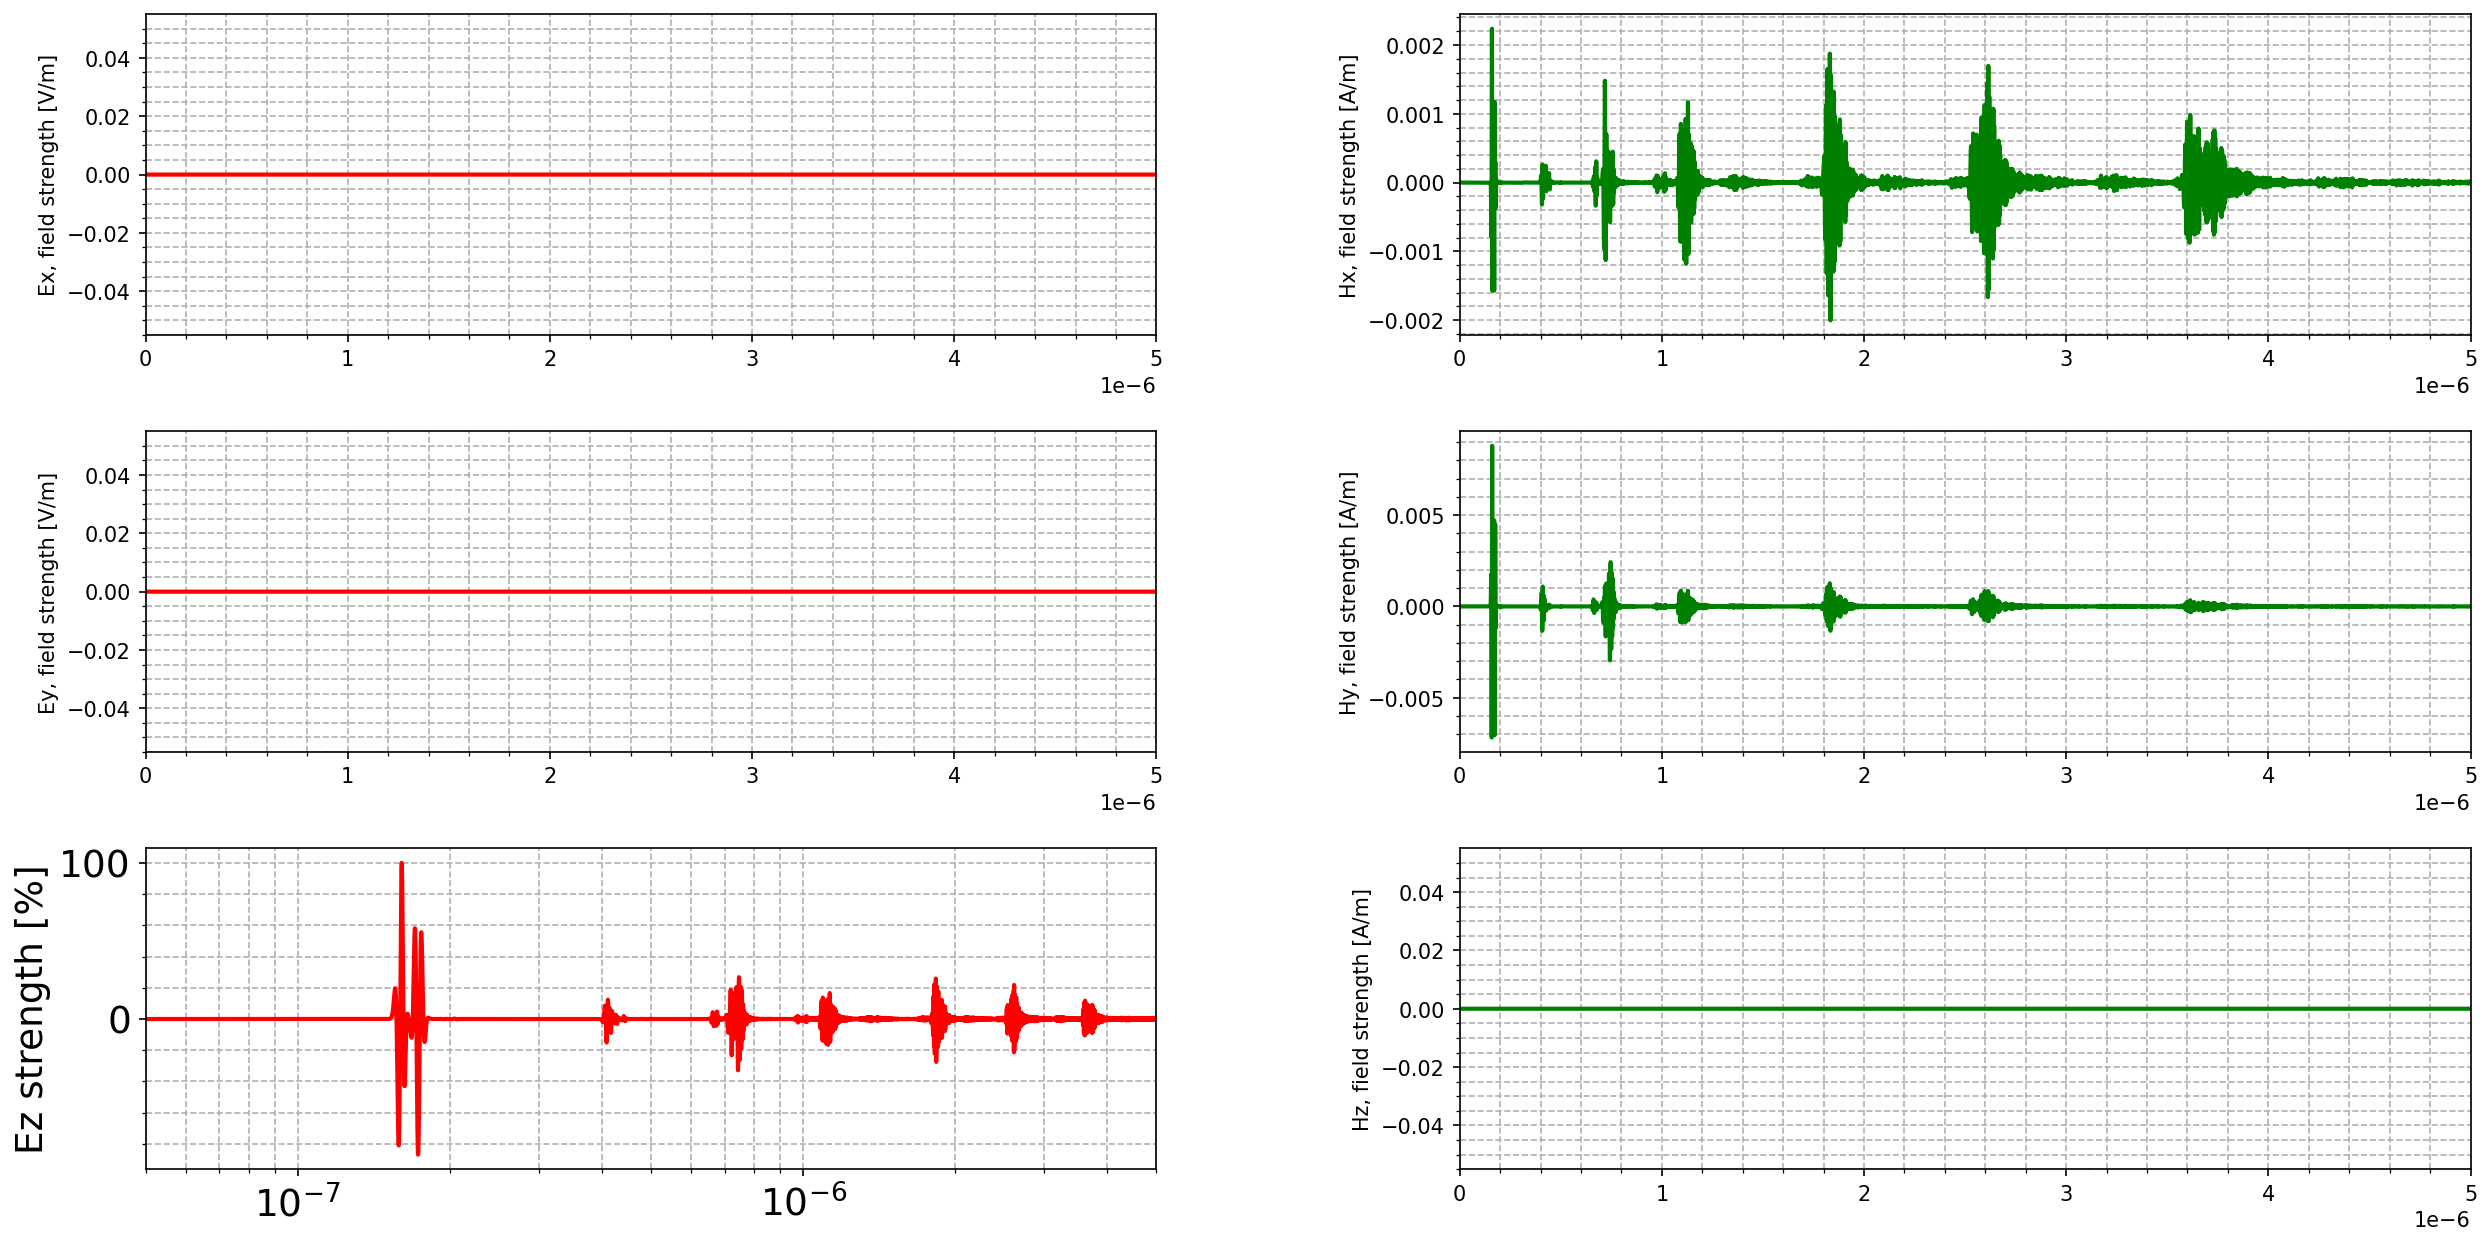 Ex, field strength [V/m]
0.04
0.02
0.00
−0.02
−0.04
0 1 2 3 4 5
1e−6
Hx, field strength [A/m]
0.002
0.001
0.000
−0.001
−0.002
0 1 2 3 4 5
1e−6
Ey, field strength [V/m]
0.04
0.02
0.00
−0.02
−0.04
0 1 2 3 4 5
1e−6
Hy, field strength [A/m]
0.005
0.000
−0.005
0 1 2 3 4 5
1e−6
Ez strength [%]
100
0
10⁻⁷ 10⁻⁶
Hz, field strength [A/m]
0.04
0.02
0.00
−0.02
−0.04
0 1 2 3 4 5
1e−6